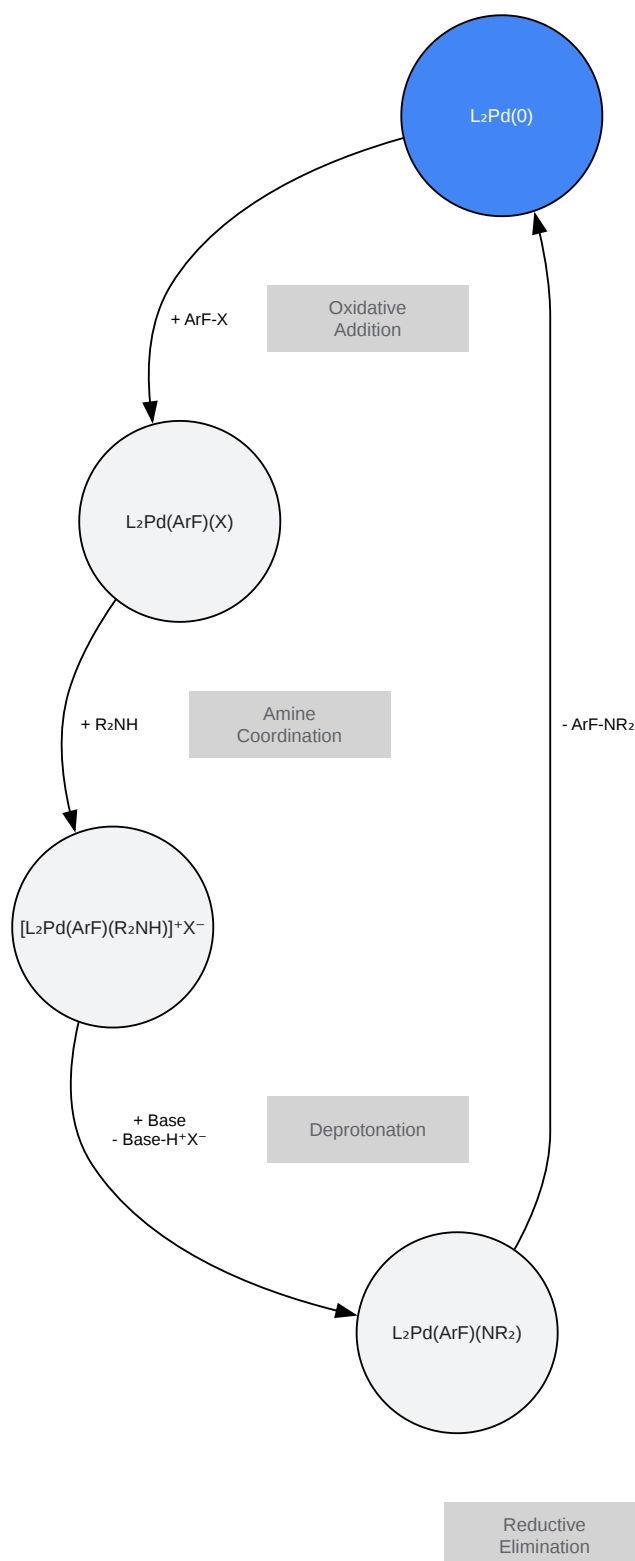 L₂Pd(0)
+ ArF-X
Oxidative
Addition
L₂Pd(ArF)(X)
+ R₂NH
Amine
Coordination
- ArF-NR₂
[L₂Pd(ArF)(R₂NH)]⁺X⁻
+ Base
- Base-H⁺X⁻
Deprotonation
L₂Pd(ArF)(NR₂)
Reductive
Elimination